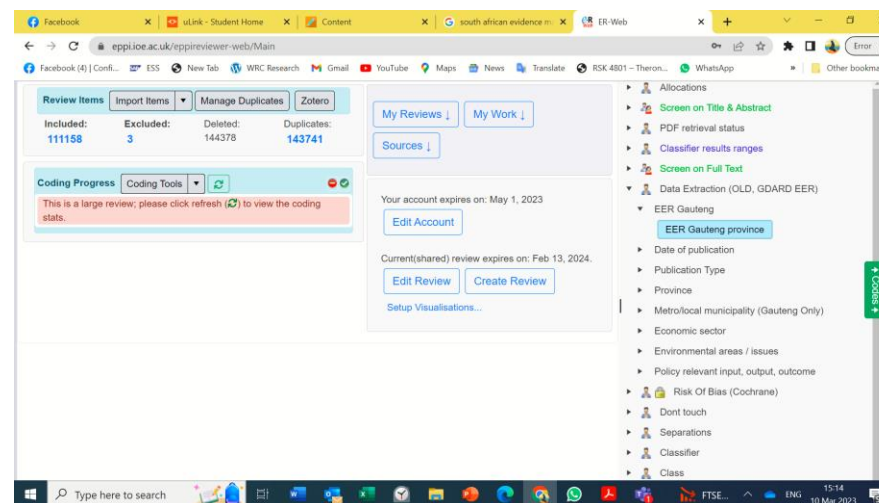 Facebook
uLink - Student Home
Content
south african evidence m
ER-Web
eppi.ioe.ac.uk/eppireviewer-web/Main
Error
Facebook (4) | Confi...
ESS
New Tab
WRC Research
Gmail
YouTube
Maps
News
Translate
RSK 4801 – Theron...
WhatsApp
»
Other bookma
Review Items
Import Items
Manage Duplicates
Zotero
Included:
Excluded:
Deleted:
Duplicates:
111158
3
144378
143741
Coding Progress
Coding Tools
This is a large review; please click refresh () to view the coding
stats.
My Reviews ↓
My Work ↓
Sources ↓
Your account expires on: May 1, 2023
Edit Account
Current(shared) review expires on: Feb 13, 2024.
Edit Review
Create Review
Setup Visualisations...
Allocations
Screen on Title & Abstract
PDF retrieval status
Classifier results ranges
Screen on Full Text
Data Extraction (OLD, GDARD EER)
EER Gauteng
EER Gauteng province
Date of publication
Publication Type
Province
Metro/local municipality (Gauteng Only)
Economic sector
Environmental areas / issues
Policy relevant input, output, outcome
Risk Of Bias (Cochrane)
Dont touch
Separations
Classifier
Class
Codes
Type here to search
FTSE...
ENG
15:14
10 Mar 2023